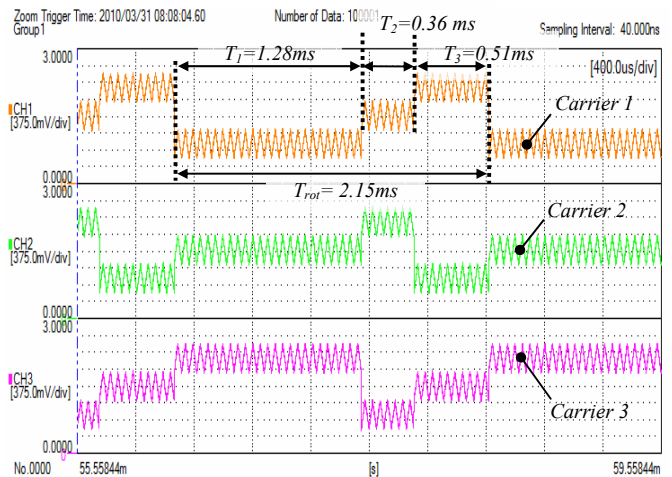 Zoom Trigger Time: 2010/03/31 08:08:04.60 Number of Data: 100001
Group1 Sampling Interval: 40.000ns
T2=0.36 ms
T1=1.28ms T3=0.51ms
3.0000
[400.0us/div]
CH1
[375.0mV/div]
Carrier 1
0.0000
Trot= 2.15ms
3.0000
Carrier 2
CH2
[375.0mV/div]
0.0000
3.0000
CH3
[375.0mV/div]
Carrier 3
0.0000
No.0000 55.55844m [s] 59.55844m